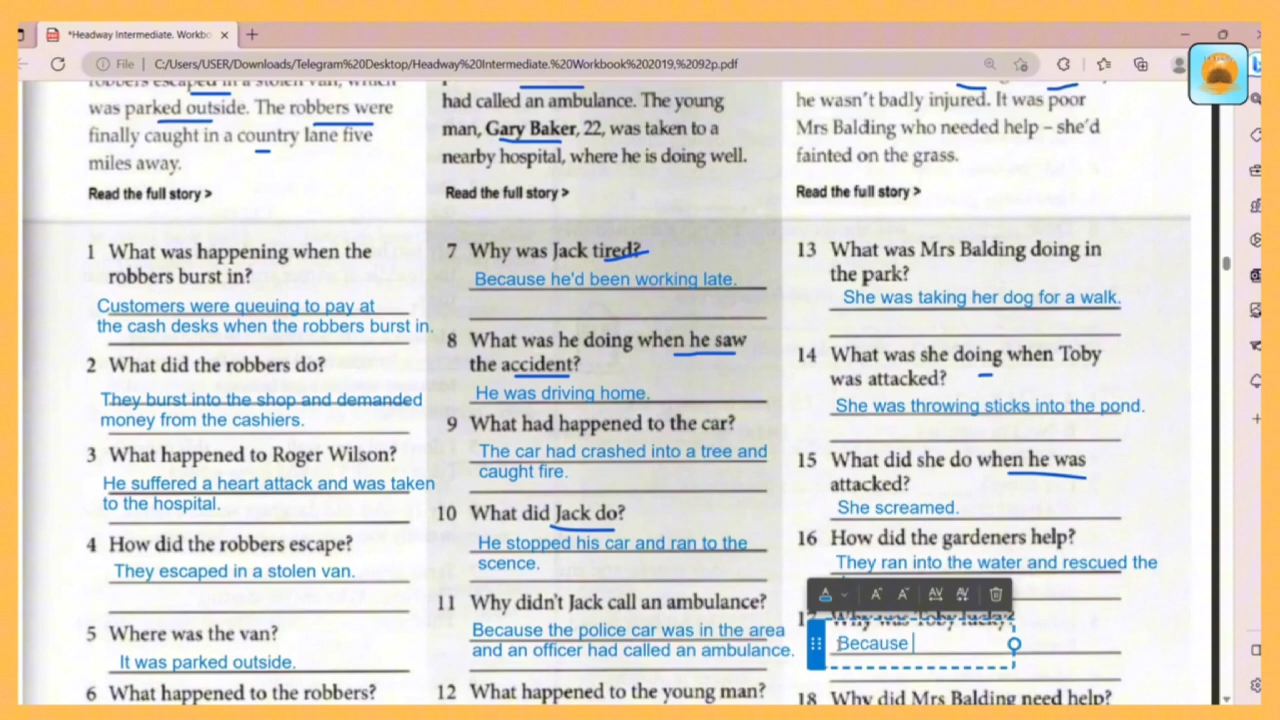 *Headway Intermediate. Workbo
File
C:/Users/USER/Downloads/Telegram%20Desktop/Headway%20Intermediate.%20Workbook%202019,%2092p.pdf
robbers escaped in a stolen van, which
was parked outside. The robbers were
finally caught in a country lane five
miles away.
Read the full story >
had called an ambulance. The young
man, Gary Baker, 22, was taken to a
nearby hospital, where he is doing well.
Read the full story >
he wasn't badly injured. It was poor
Mrs Balding who needed help – she'd
fainted on the grass.
Read the full story >
1 What was happening when the
robbers burst in?
Customers were queuing to pay at
the cash desks when the robbers burst in.
2 What did the robbers do?
They burst into the shop and demanded
money from the cashiers.
3 What happened to Roger Wilson?
He suffered a heart attack and was taken
to the hospital.
4 How did the robbers escape?
They escaped in a stolen van.
5 Where was the van?
It was parked outside.
6 What happened to the robbers?
7 Why was Jack tired?
Because he'd been working late.
8 What was he doing when he saw
the accident?
He was driving home.
9 What had happened to the car?
The car had crashed into a tree and
caught fire.
10 What did Jack do?
He stopped his car and ran to the
scence.
11 Why didn't Jack call an ambulance?
Because the police car was in the area
and an officer had called an ambulance.
12 What happened to the young man?
13 What was Mrs Balding doing in
the park?
She was taking her dog for a walk.
14 What was she doing when Toby
was attacked?
She was throwing sticks into the pond.
15 What did she do when he was
attacked?
She screamed.
16 How did the gardeners help?
They ran into the water and rescued the
17 Why was Toby lucky?
Because
18 Why did Mrs Balding need help?